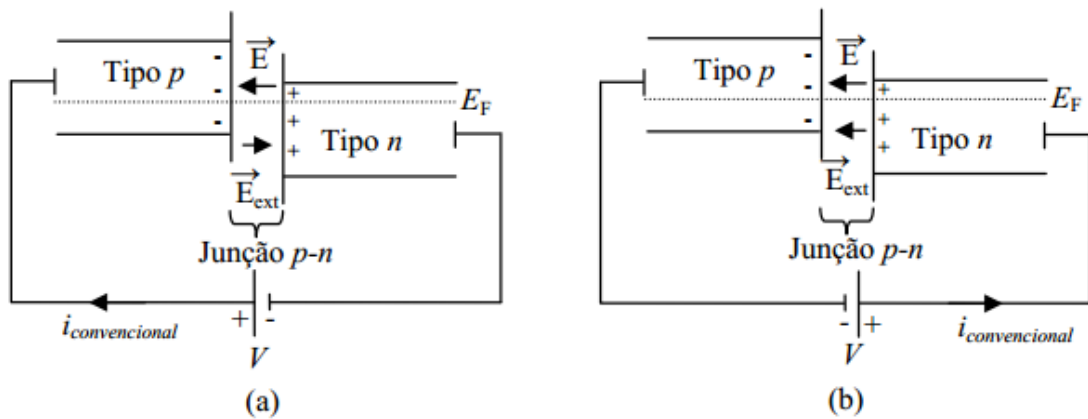 E
Tipo p
-
-
-
+
+
+
E_F
Tipo n
E_ext
Junção p-n
i_convencional
+ -
V
(a)
E
Tipo p
-
-
-
+
+
+
E_F
Tipo n
E_ext
Junção p-n
- +
i_convencional
V
(b)